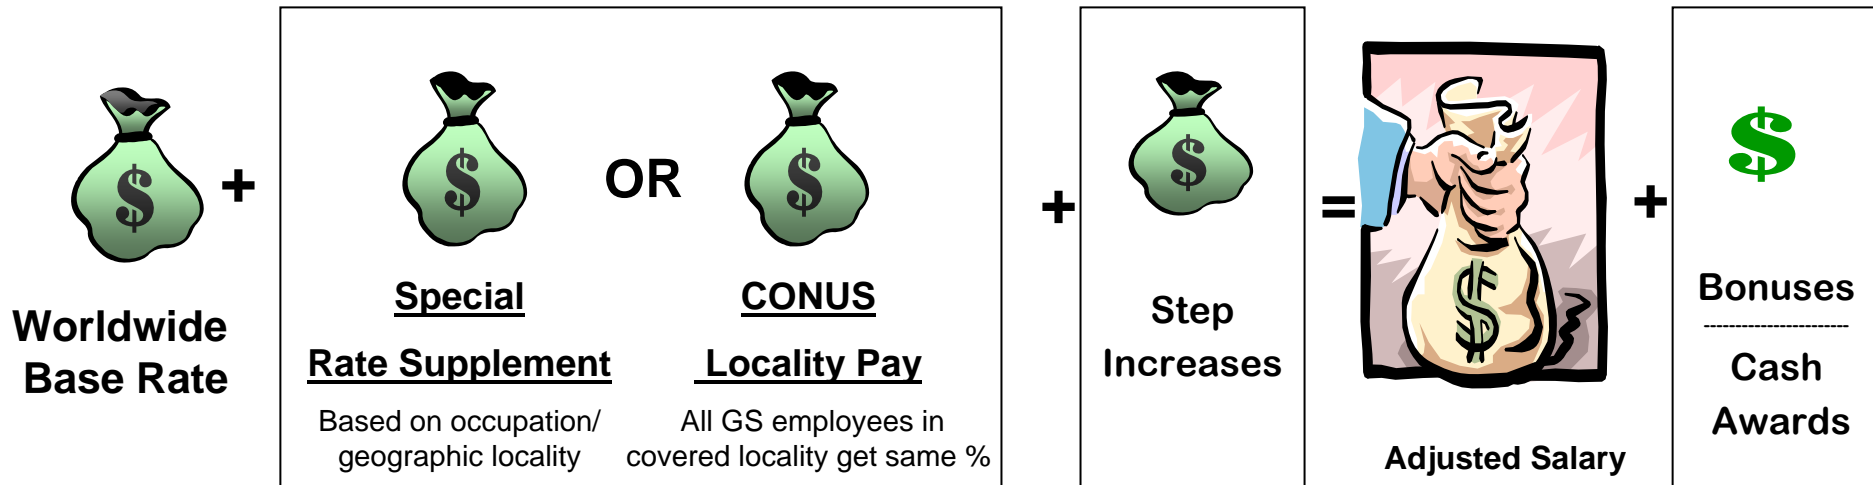 $
+
$
OR
$
+
$
=
$
+
$
Worldwide
Base Rate
Special
Rate Supplement
Based on occupation/
geographic locality
CONUS
Locality Pay
All GS employees in
covered locality get same %
Step
Increases
Adjusted Salary
Bonuses
-----------------------
Cash
Awards